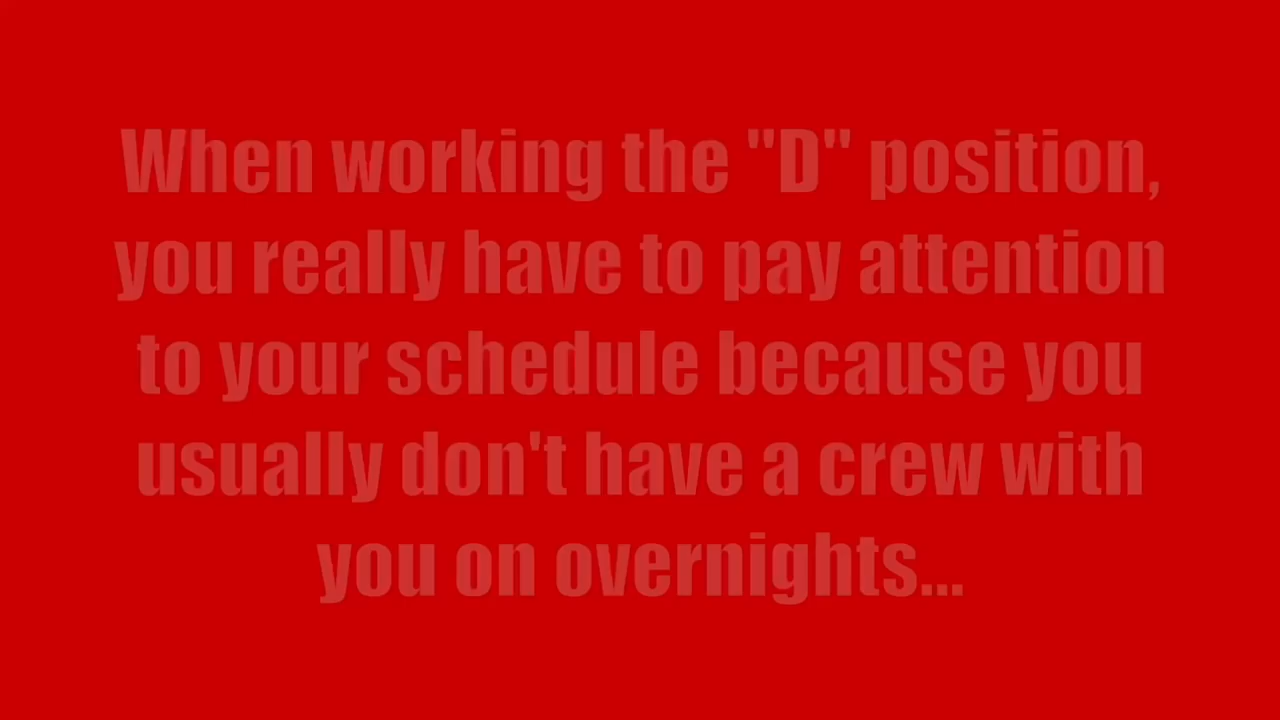 When working the "D" position,
you really have to pay attention
to your schedule because you
usually don't have a crew with
you on overnights...